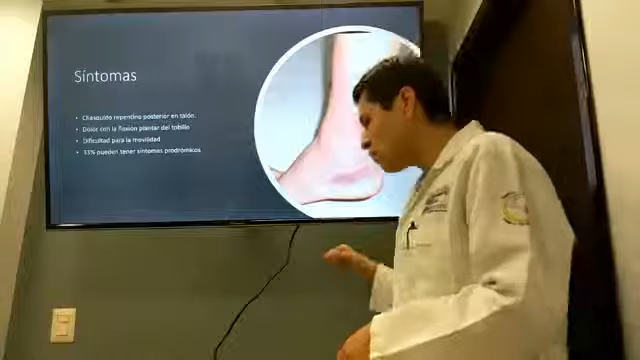 Síntomas
• Chasquido repentino posterior en talón.
• Dolor con la flexión plantar del tobillo
• Dificultad para la movilidad
• 33% pueden tener síntomas prodrómicos